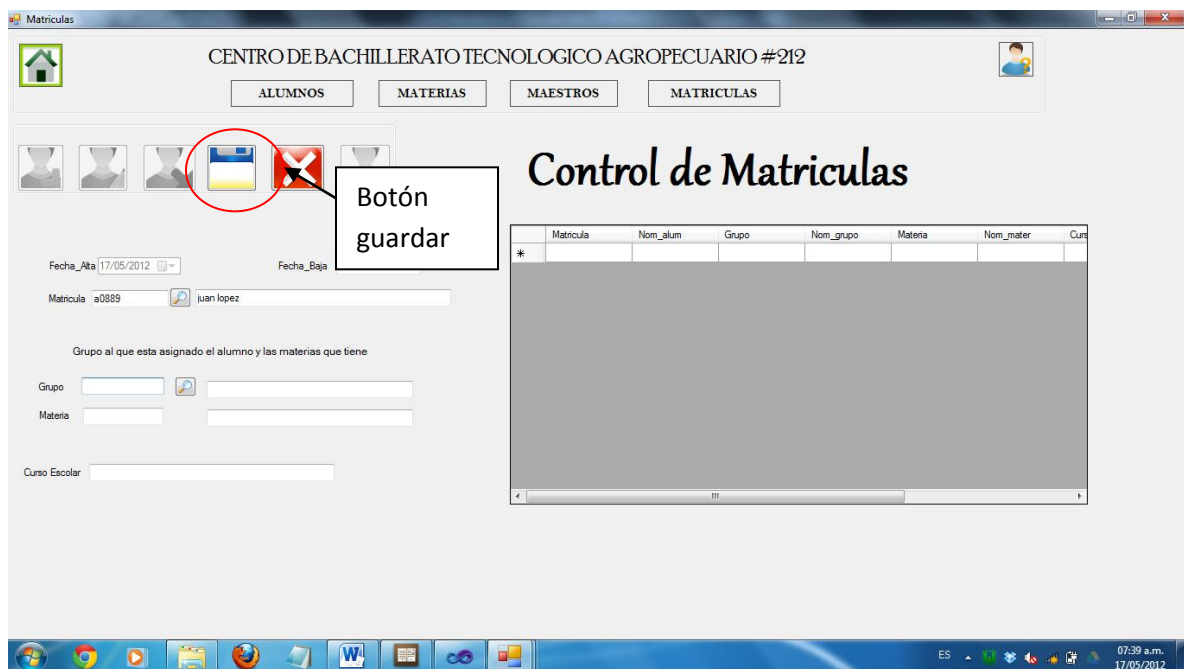 Matriculas
CENTRO DE BACHILLERATO TECNOLOGICO AGROPECUARIO #212
ALUMNOS MATERIAS MAESTROS MATRICULAS
Control de Matriculas
Botón
guardar
Matricula Nom_alum Grupo Nom_grupo Materia Nom_mater Curs
Fecha_Alta 17/05/2012 Fecha_Baja
Matricula a0889 juan lopez
Grupo al que esta asignado el alumno y las materias que tiene
Grupo
Materia
Curso Escolar
ES 07:39 a.m.
17/05/2012